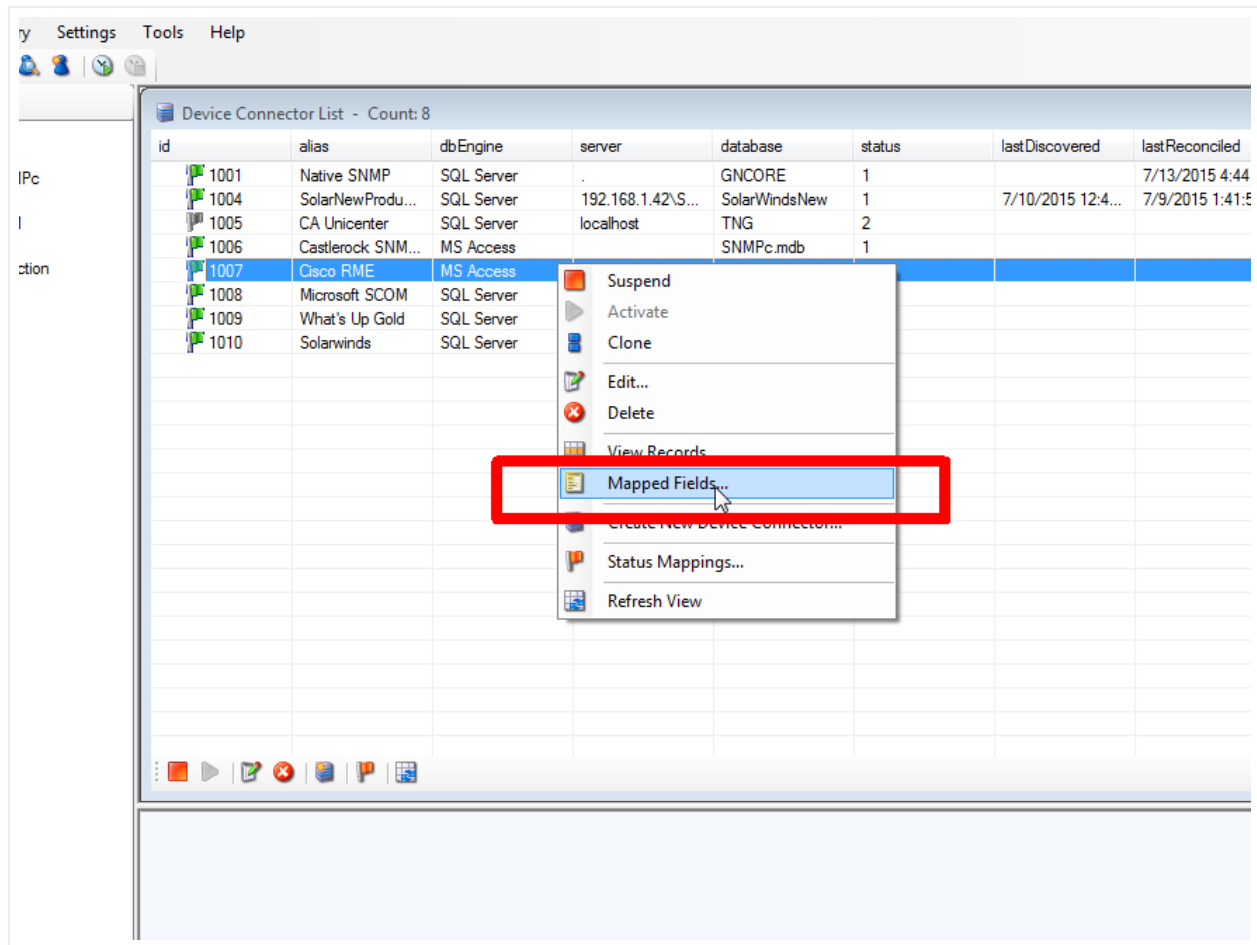 ry Settings Tools Help
Device Connector List - Count: 8
id alias dbEngine server database status lastDiscovered lastReconciled
1001 Native SNMP SQL Server . GNCORE 1 7/13/2015 4:44
1004 SolarNewProdu... SQL Server 192.168.1.42\S... SolarWindsNew 1 7/10/2015 12:4... 7/9/2015 1:41:5
1005 CA Unicenter SQL Server localhost TNG 2
1006 Castlerock SNM... MS Access SNMPc.mdb 1
1007 Cisco RME MS Access
1008 Microsoft SCOM SQL Server
1009 What's Up Gold SQL Server
1010 Solarwinds SQL Server
IPc
ction
Suspend
Activate
Clone
Edit...
Delete
View Records
Mapped Fields...
Create New Device Connector...
Status Mappings...
Refresh View